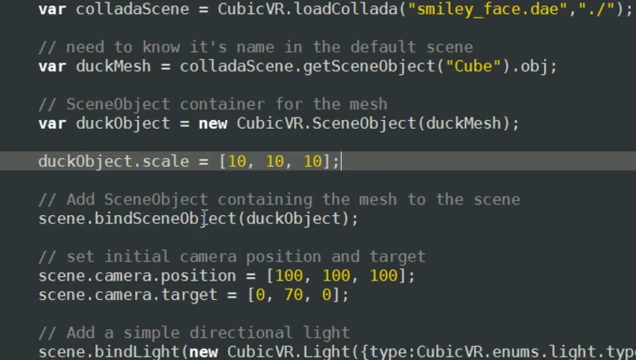 var colladaScene = CubicVR.loadCollada("smiley_face.dae","./");
// need to know it's name in the default scene
var duckMesh = colladaScene.getSceneObject("Cube").obj;
// SceneObject container for the mesh
var duckObject = new CubicVR.SceneObject(duckMesh);
duckObject.scale = [10, 10, 10];
// Add SceneObject containing the mesh to the scene
scene.bindSceneObject(duckObject);
// set initial camera position and target
scene.camera.position = [100, 100, 100];
scene.camera.target = [0, 70, 0];
// Add a simple directional light
scene.bindLight(new CubicVR.Light({type:CubicVR.enums.light.type